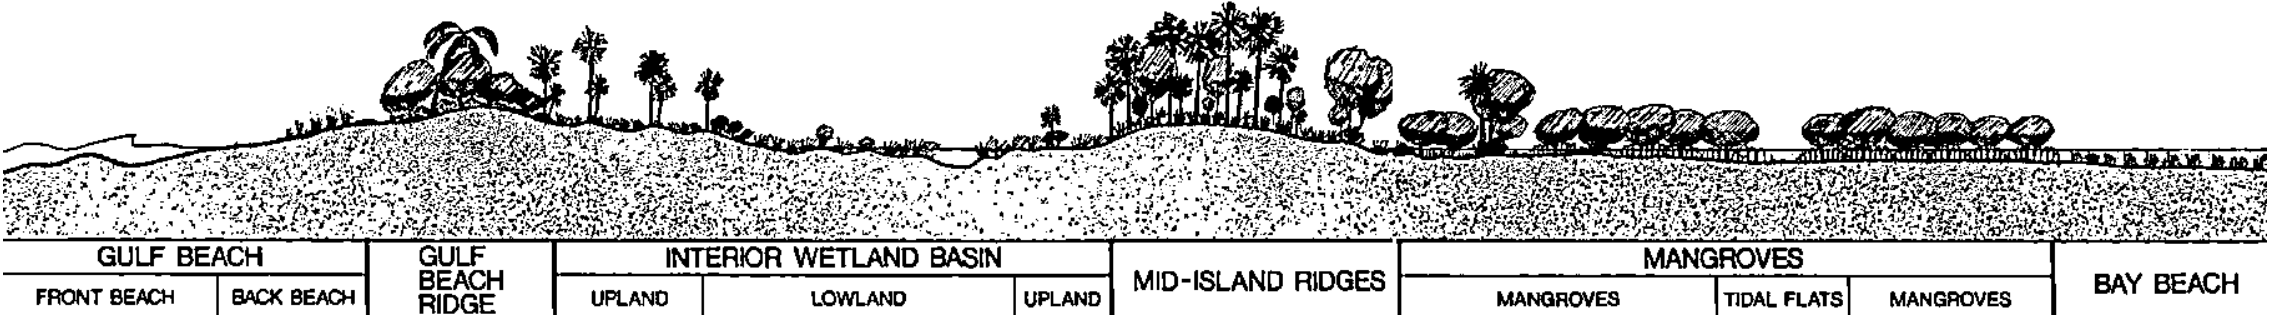 GULF BEACH
FRONT BEACH
BACK BEACH
GULF
BEACH
RIDGE
INTERIOR WETLAND BASIN
UPLAND
LOWLAND
UPLAND
MID-ISLAND RIDGES
MANGROVES
MANGROVES
TIDAL FLATS
MANGROVES
BAY BEACH